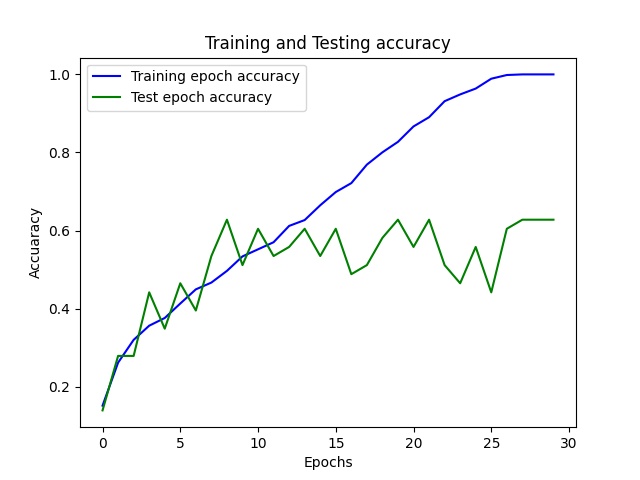 Training and Testing accuracy
Training epoch accuracy
Test epoch accuracy
1.0
0.8
0.6
0.4
0.2
Accuaracy
0 5 10 15 20 25 30
Epochs